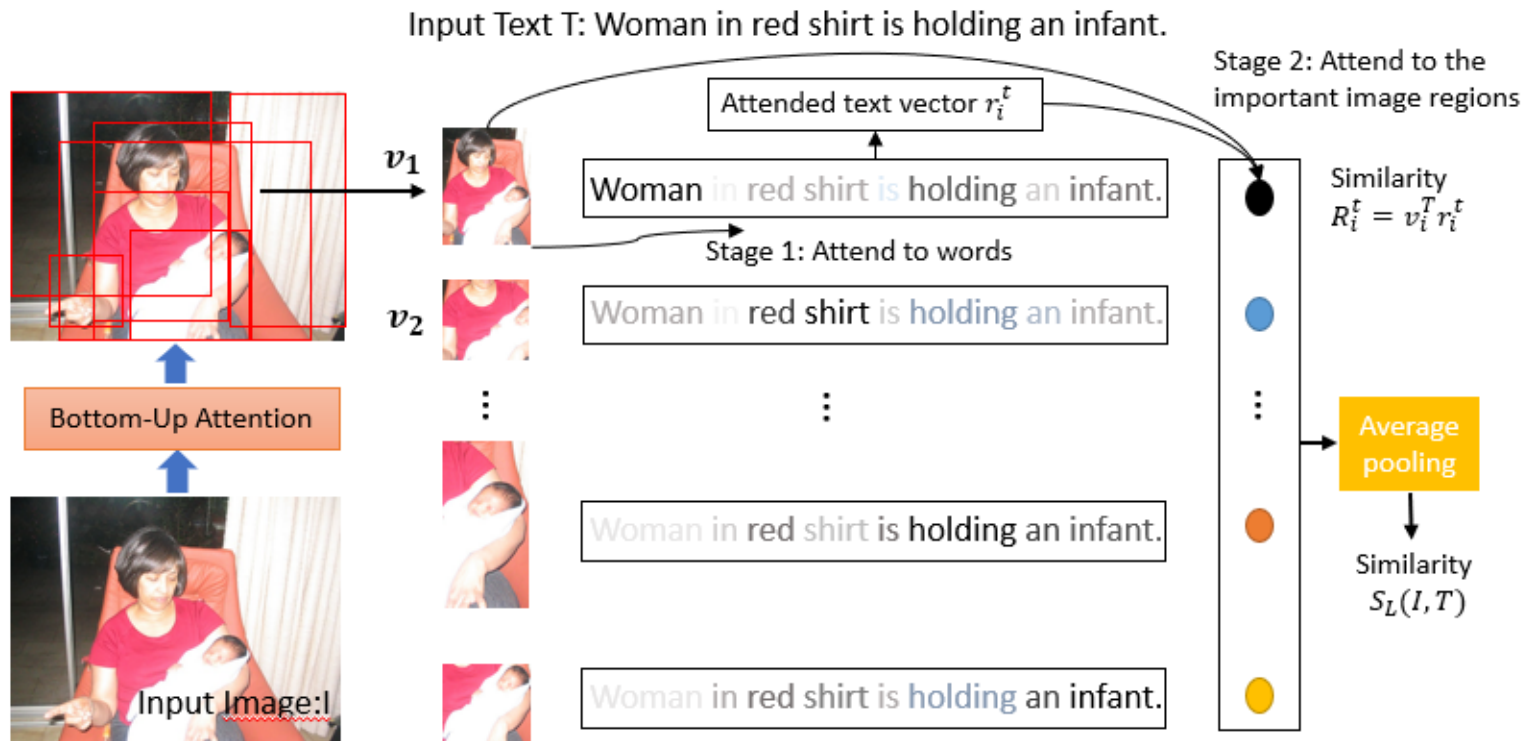 Input Text T: Woman in red shirt is holding an infant.
Stage 2: Attend to the
important image regions
Attended text vector $r_i^t$
$v_1$
Woman in red shirt is holding an infant.
Similarity
$R_i^t = v_i^T r_i^t$
Stage 1: Attend to words
$v_2$
Woman in red shirt is holding an infant.
Bottom-Up Attention
⋮
⋮
⋮
Average
pooling
Woman in red shirt is holding an infant.
Similarity
$S_L(I,T)$
Input Image:I
Woman in red shirt is holding an infant.